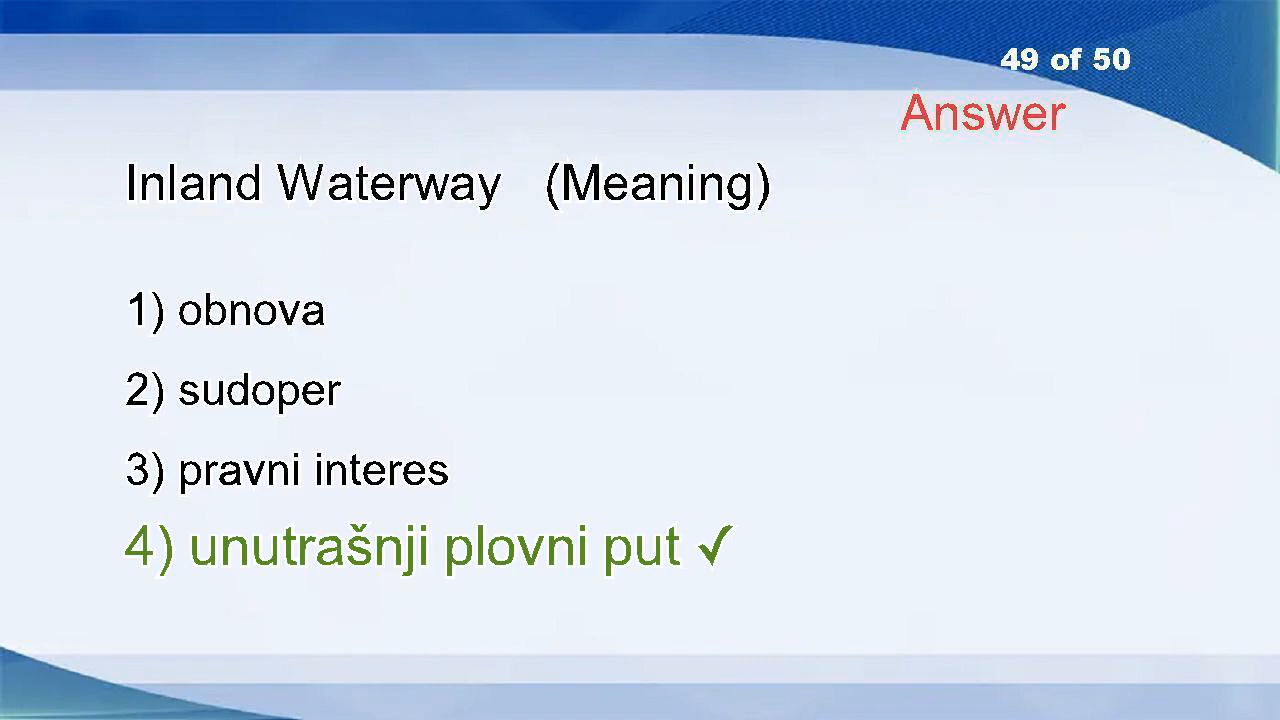 49 of 50
Answer
Inland Waterway (Meaning)
1) obnova
2) sudoper
3) pravni interes
4) unutrašnji plovni put ✓